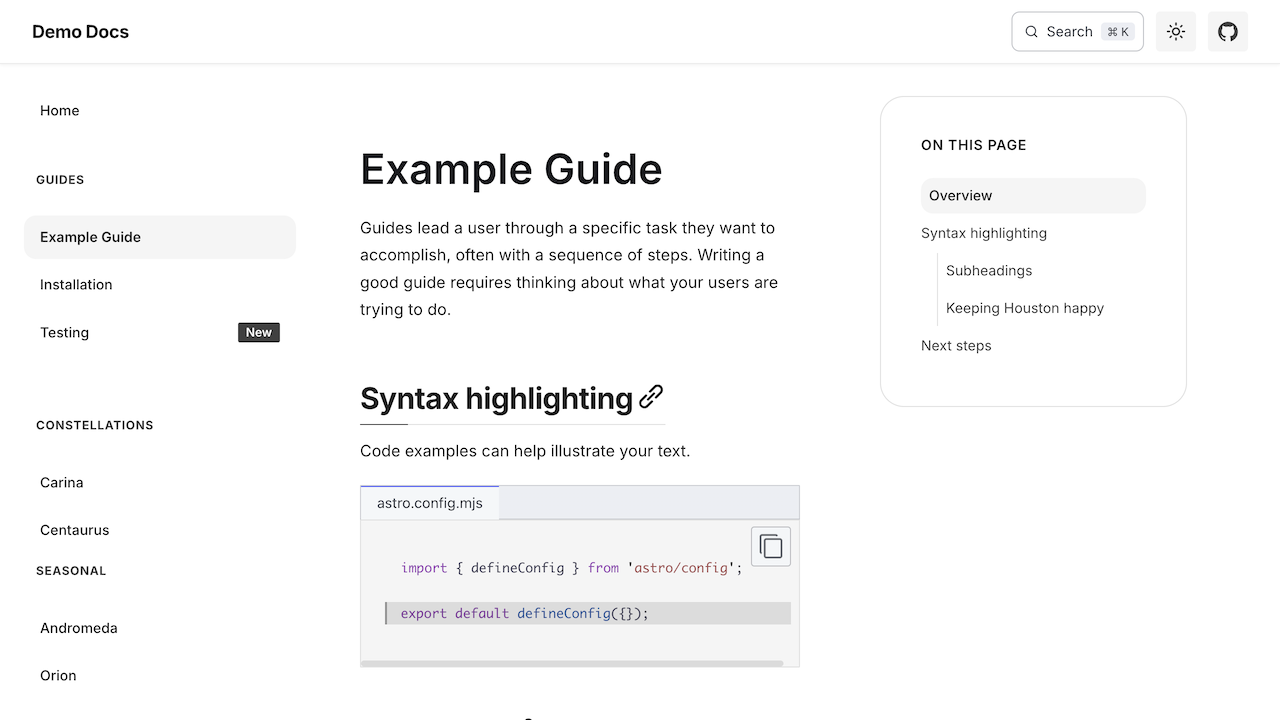 Demo Docs
Search ⌘ K
Home
GUIDES
Example Guide
Installation
Testing New
CONSTELLATIONS
Carina
Centaurus
SEASONAL
Andromeda
Orion
Example Guide
Guides lead a user through a specific task they want to
accomplish, often with a sequence of steps. Writing a
good guide requires thinking about what your users are
trying to do.
Syntax highlighting
Code examples can help illustrate your text.
astro.config.mjs
import { defineConfig } from 'astro/config';
export default defineConfig({});
ON THIS PAGE
Overview
Syntax highlighting
Subheadings
Keeping Houston happy
Next steps